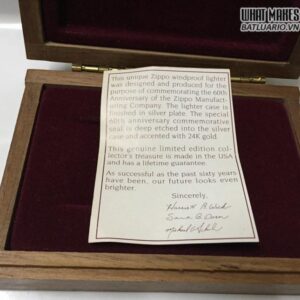 WHAT MAKES
BATLUARIO.VN
This unique Zippo windproof lighter
was designed and produced for the
purpose of commemorating the 60th
Anniversary of the Zippo Manufact-
uring Company. The lighter case is
finished in silver plate. The special
60th anniversary commemorative
seal is deep etched into the silver
case and accented with 24K gold.
This genuine limited edition col-
lector's treasure is made in the USA
and has a lifetime guarantee.
As successful as the past sixty years
have been, our future looks even
brighter.
Sincerely,